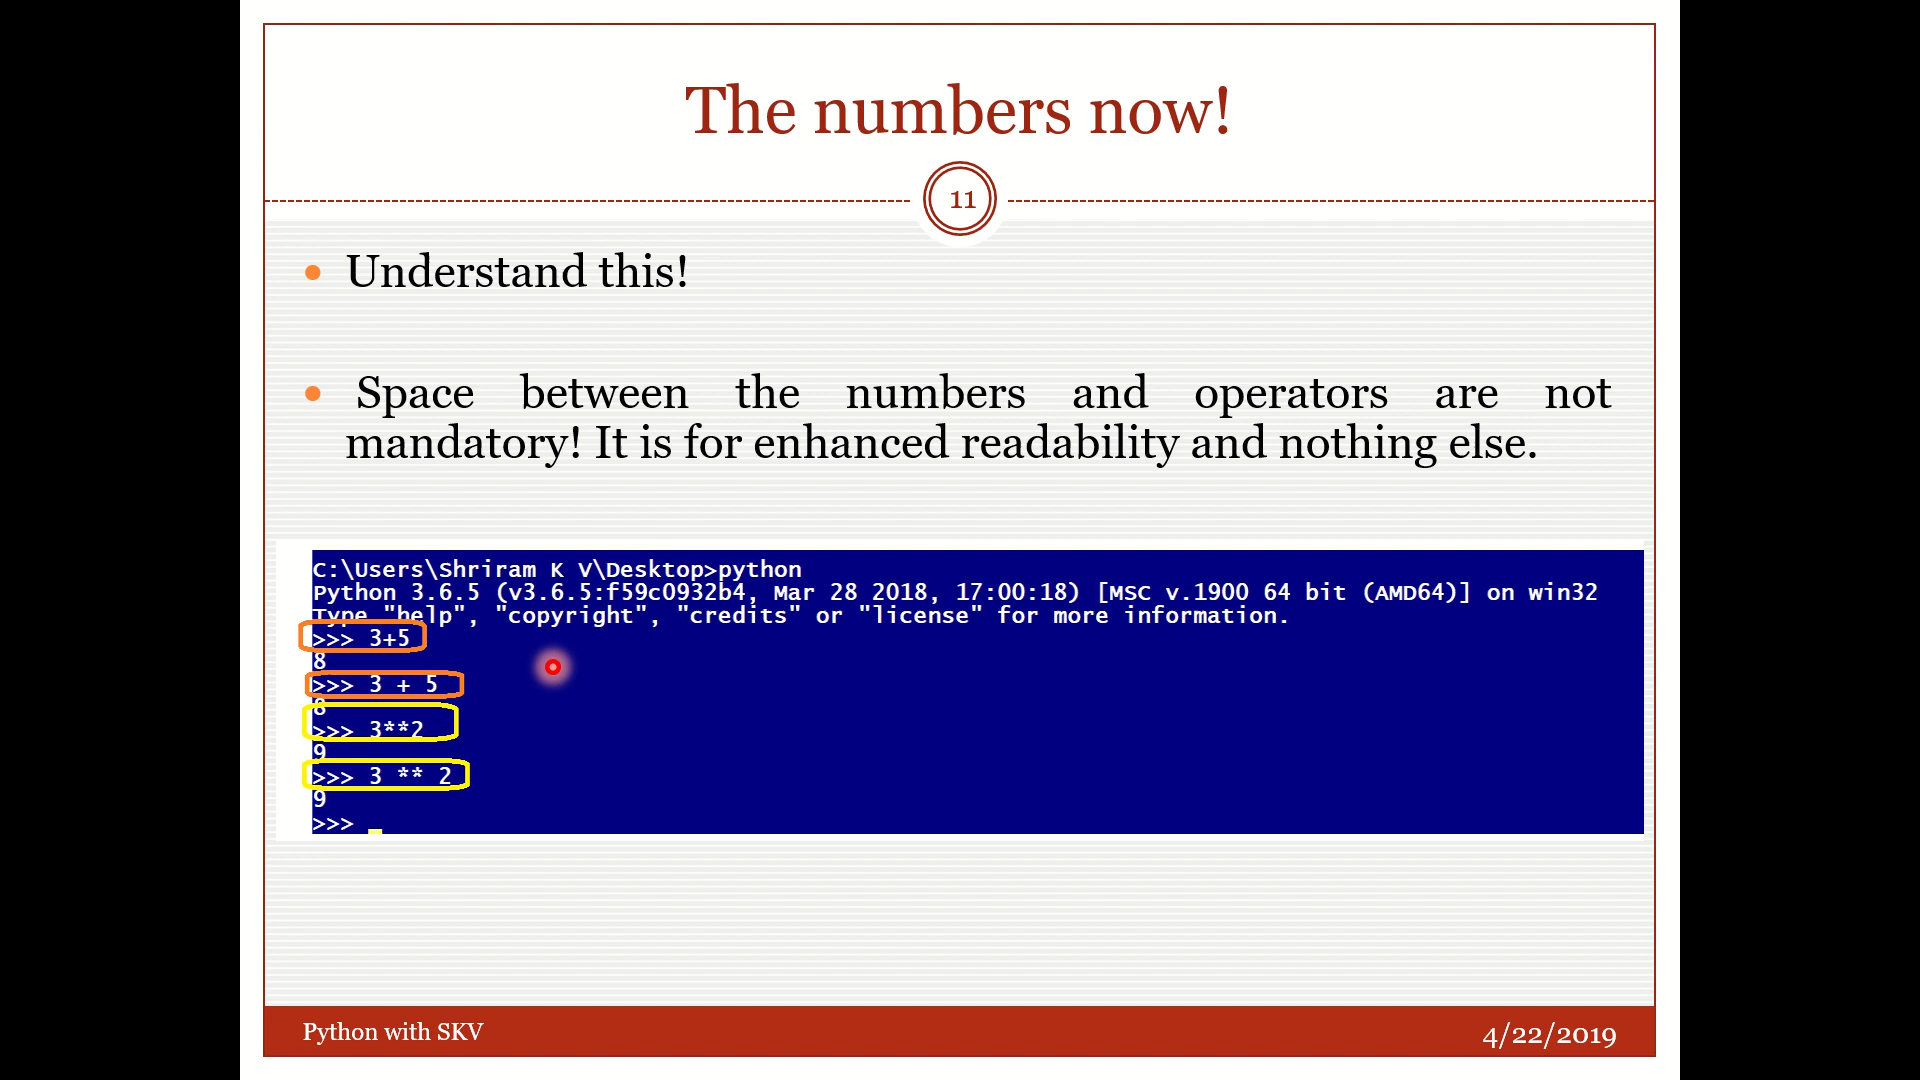 The numbers now!
11
Understand this!
Space between the numbers and operators are not
mandatory! It is for enhanced readability and nothing else.
C:\Users\Shriram K V\Desktop>python
Python 3.6.5 (v3.6.5:f59c0932b4, Mar 28 2018, 17:00:18) [MSC v.1900 64 bit (AMD64)] on win32
Type "help", "copyright", "credits" or "license" for more information.
>>> 3+5
8
>>> 3 + 5
8
>>> 3**2
9
>>> 3 ** 2
9
>>> _
Python with SKV
4/22/2019